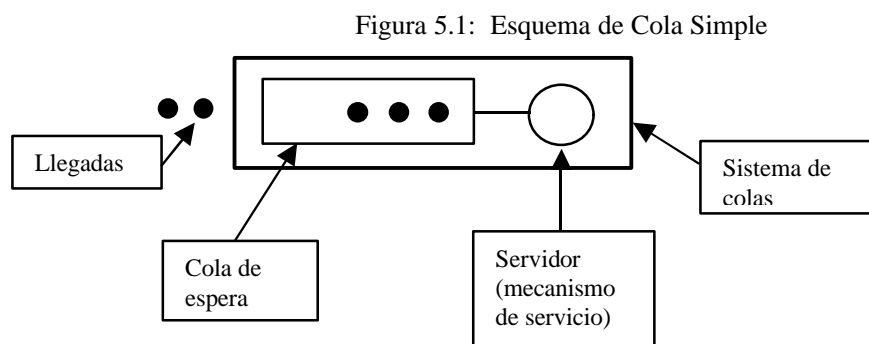 Figura 5.1: Esquema de Cola Simple
Llegadas
Sistema de
colas
Cola de
espera
Servidor
(mecanismo
de servicio)